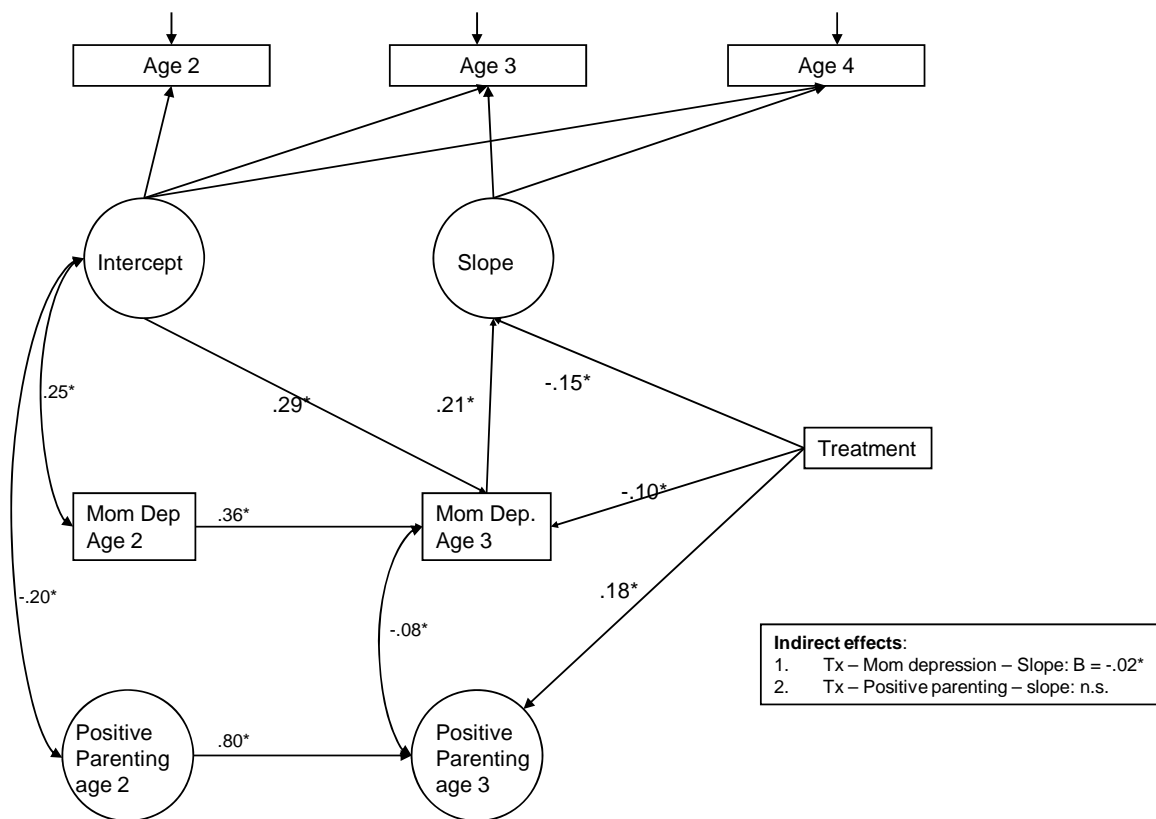 Age 2
Age 3
Age 4
Intercept
Slope
.25*
.29*
.21*
-.15*
Treatment
Mom Dep
Age 2
.36*
Mom Dep.
Age 3
-.10*
-.20*
-.08*
.18*
Indirect effects:
1. Tx – Mom depression – Slope: B = -.02*
2. Tx – Positive parenting – slope: n.s.
Positive
Parenting
age 2
.80*
Positive
Parenting
age 3